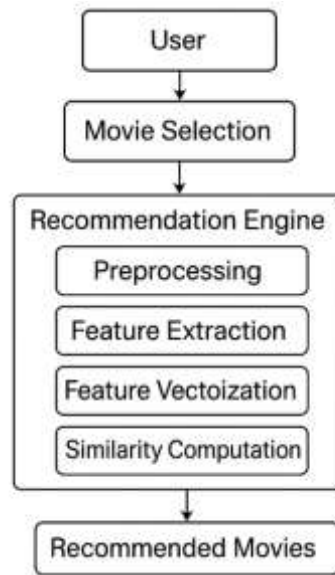 User
Movie Selection
Recommendation Engine
Preprocessing
Feature Extraction
Feature Vectoization
Similarity Computation
Recommended Movies